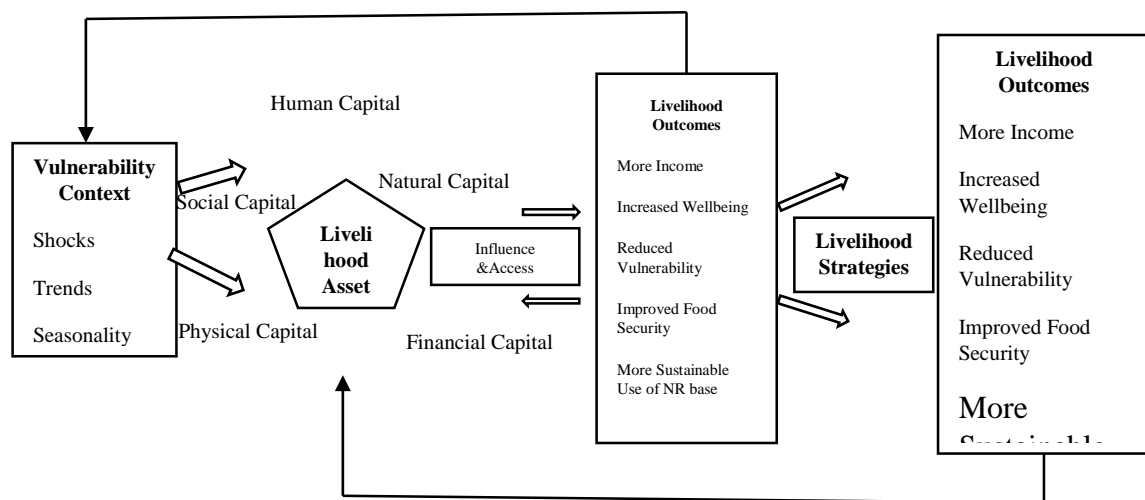 Vulnerability
Context
Shocks
Trends
Seasonality
Human Capital
Social Capital
Natural Capital
Liveli
hood
Asset
Physical Capital
Financial Capital
Influence
&Access
Livelihood
Outcomes
More Income
Increased Wellbeing
Reduced
Vulnerability
Improved Food
Security
More Sustainable
Use of NR base
Livelihood
Strategies
Livelihood
Outcomes
More Income
Increased
Wellbeing
Reduced
Vulnerability
Improved Food
Security
More
Sustainable